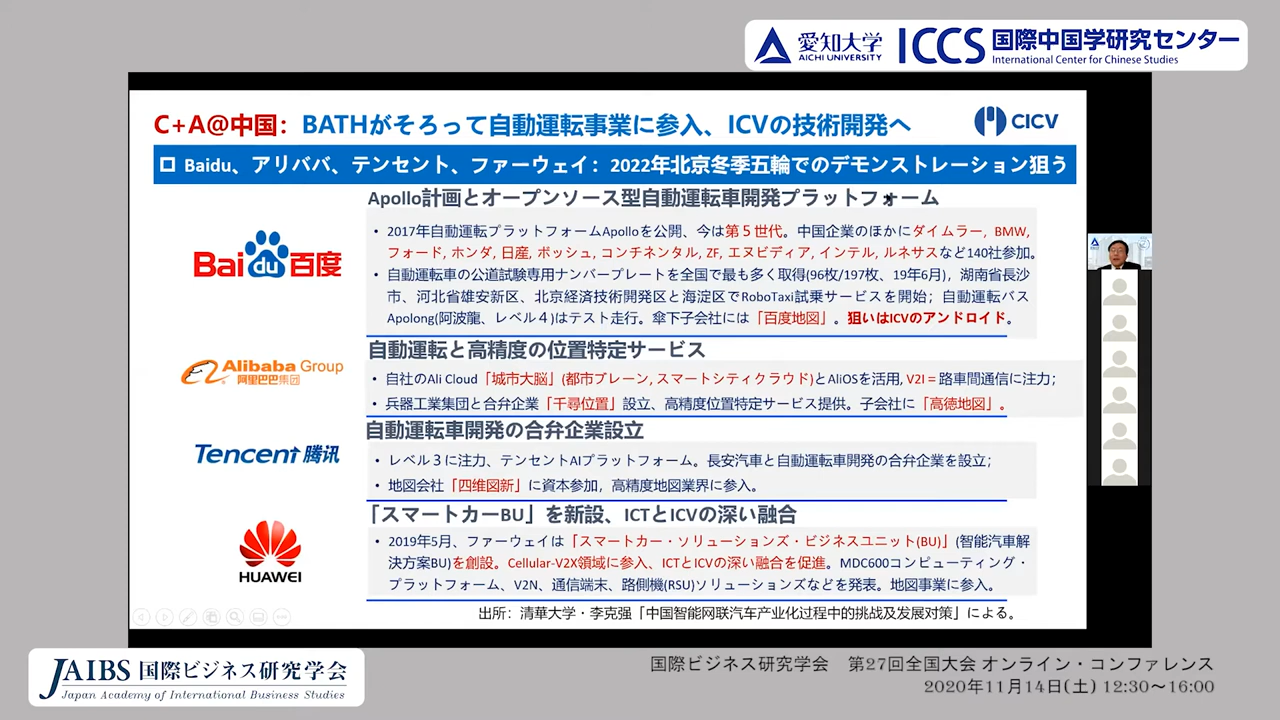 愛知大学
AICHI UNIVERSITY
ICCS 国際中国学研究センター
International Center for Chinese Studies
C+A@中国：BATHがそろって自動運転事業に参入、ICVの技術開発へ
CICV
Baidu、アリババ、テンセント、ファーウェイ：2022年北京冬季五輪でのデモンストレーション狙う
Apollo計画とオープンソース型自動運転車開発プラットフォーム
Bai du 百度
• 2017年自動運転プラットフォームApolloを公開、今は第５世代。中国企業のほかにダイムラー, BMW,
フォード, ホンダ, 日産, ボッシュ, コンチネンタル, ZF, エヌビディア, インテル, ルネサスなど140社参加。
• 自動運転車の公道試験専用ナンバープレートを全国で最も多く取得(96枚/197枚、19年6月)，湖南省長沙
市、河北省雄安新区、北京経済技術開発区と海淀区でRoboTaxi試乗サービスを開始；自動運転バス
Apolong(阿波龍、レベル４)はテスト走行。傘下子会社には「百度地図」。狙いはICVのアンドロイド。
自動運転と高精度の位置特定サービス
Alibaba Group
阿里巴巴集団
• 自社のAli Cloud「城市大脳」(都市ブレーン, スマートシティクラウド)とAliOSを活用, V2I＝路車間通信に注力；
• 兵器工業集団と合弁企業「千尋位置」設立、高精度位置特定サービス提供。子会社に「高徳地図」。
自動運転車開発の合弁企業設立
Tencent 腾讯
• レベル３に注力、テンセントAIプラットフォーム。長安汽車と自動運転車開発の合弁企業を設立；
• 地図会社「四维図新」に資本参加，高精度地図業界に参入。
「スマートカーBU」を新設、ICTとICVの深い融合
HUAWEI
• 2019年5月、ファーウェイは「スマートカー・ソリューションズ・ビジネスユニット(BU)」(智能汽車解
決方案BU)を創設。Cellular-V2X領域に参入、ICTとICVの深い融合を促進。MDC600コンピューティング・
プラットフォーム、V2N、通信端末、路側機(RSU)ソリューションズなどを発表。地図事業に参入。
出所：清華大学・李克强「中国智能网联汽车产业化过程中的挑战及发展对策」による。
JAIBS 国際ビジネス研究学会
Japan Academy of International Business Studies
国際ビジネス研究学会　第27回全国大会 オンライン・コンファレンス
2020年11月14日(土) 12:30～16:00